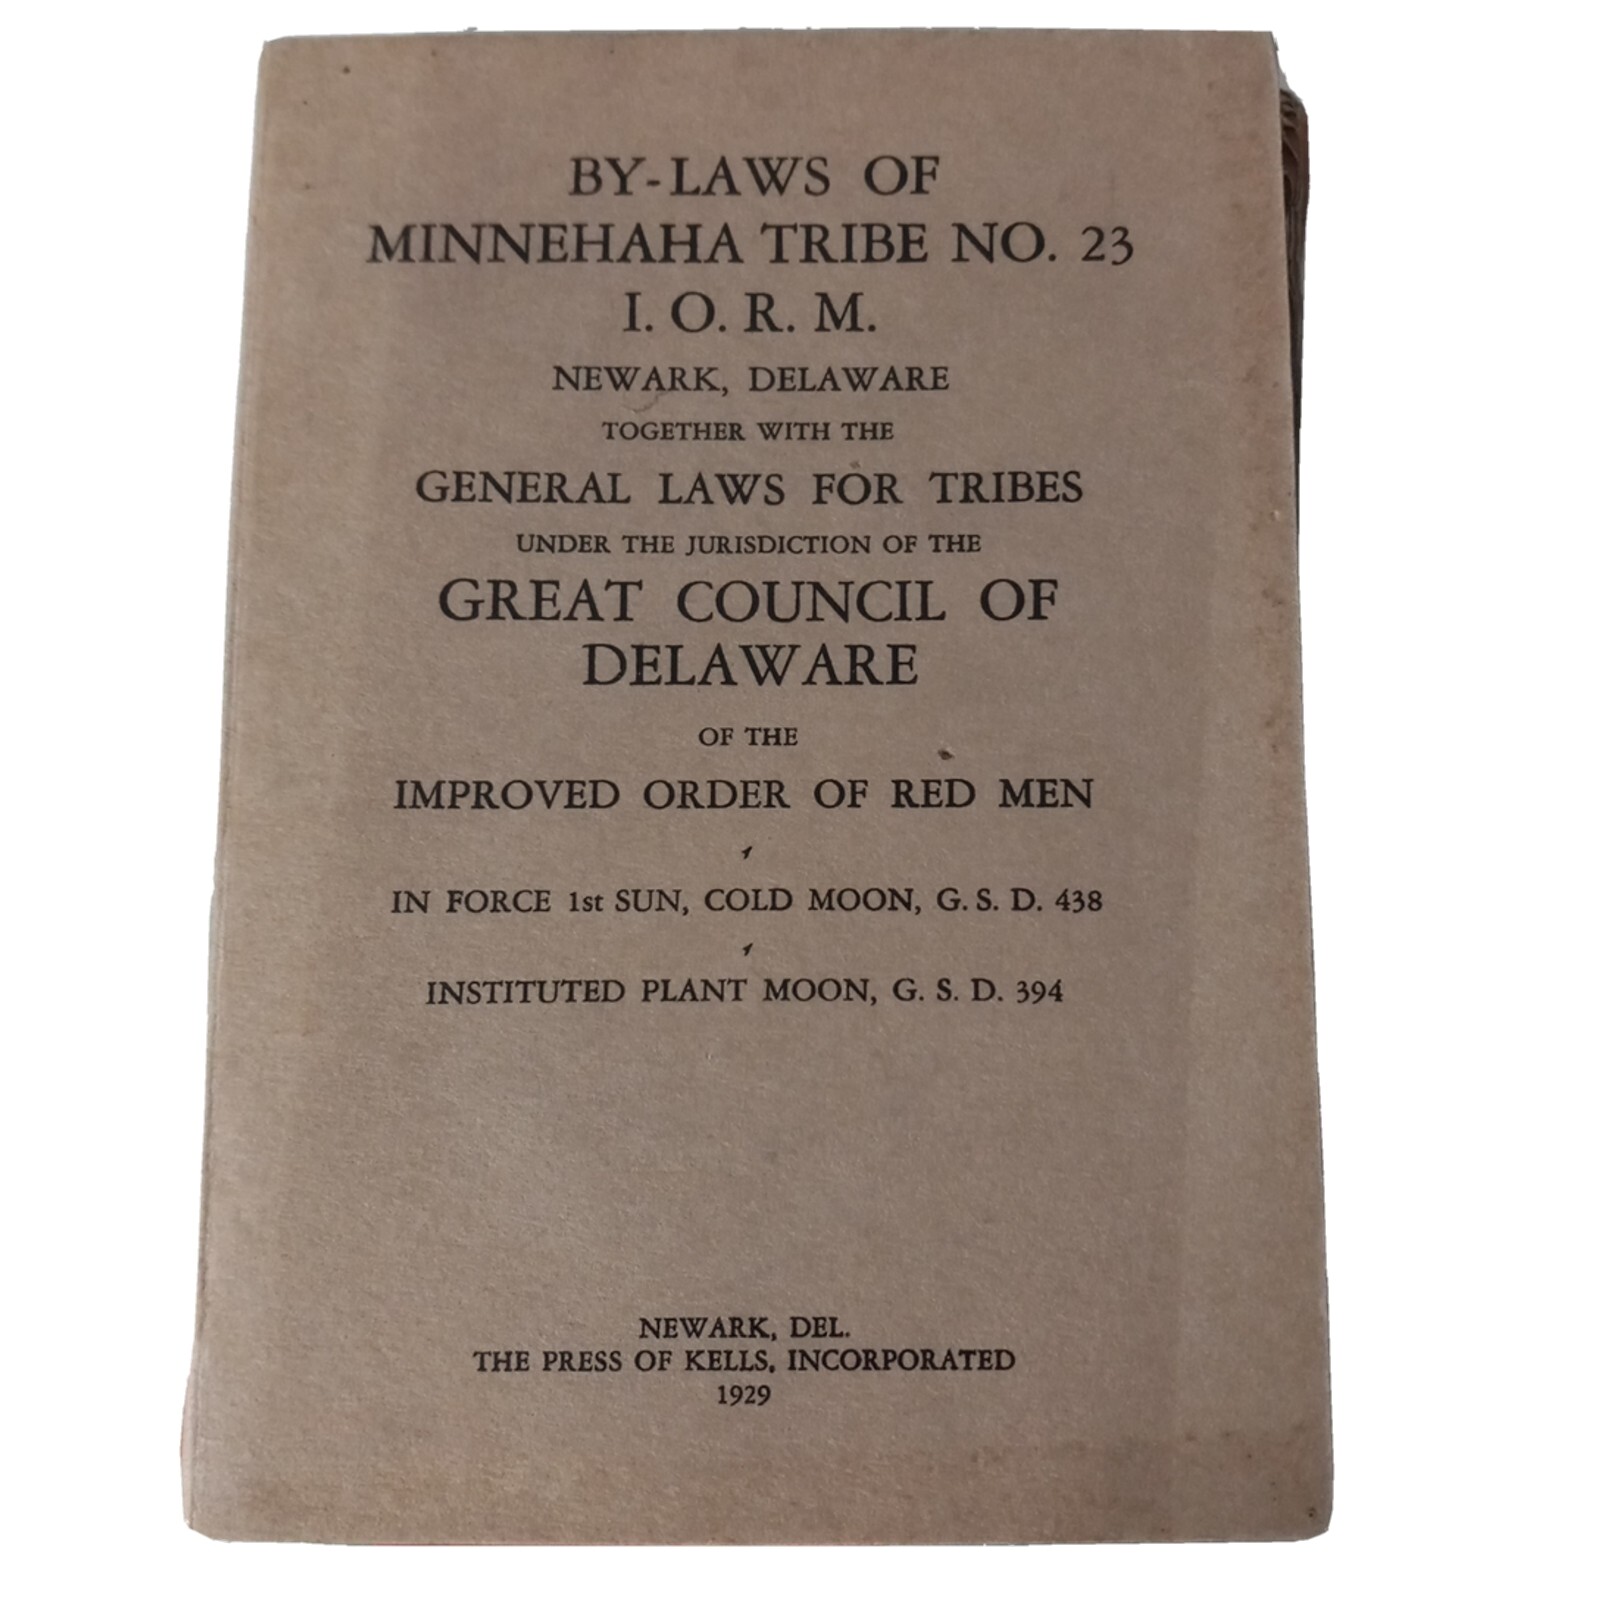 BY-LAWS OF
MINNEHAHA TRIBE NO. 23
I. O. R. M.
NEWARK, DELAWARE
TOGETHER WITH THE
GENERAL LAWS FOR TRIBES
UNDER THE JURISDICTION OF THE
GREAT COUNCIL OF
DELAWARE
OF THE
IMPROVED ORDER OF RED MEN
IN FORCE 1st SUN, COLD MOON, G. S. D. 438
INSTITUTED PLANT MOON, G. S. D. 394
NEWARK, DEL.
THE PRESS OF KELLS, INCORPORATED
1929